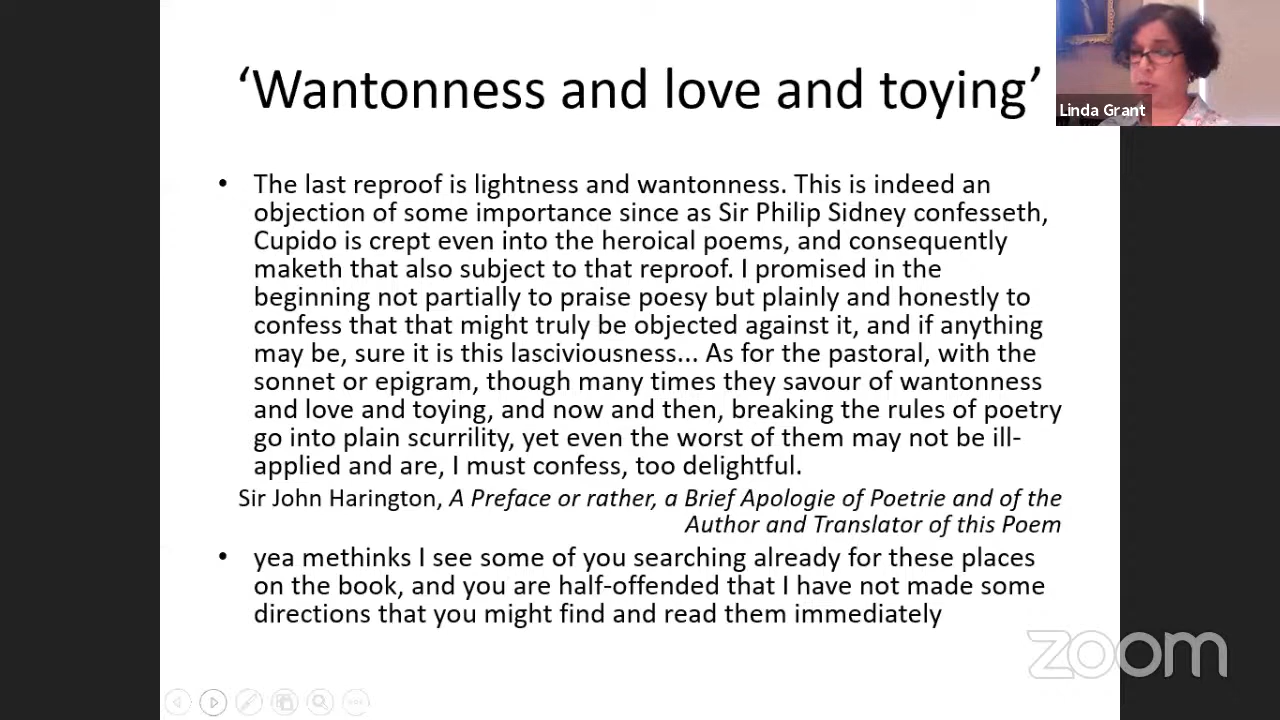 ‘Wantonness and love and toying’
Linda Grant
• The last reproof is lightness and wantonness. This is indeed an
objection of some importance since as Sir Philip Sidney confesseth,
Cupido is crept even into the heroical poems, and consequently
maketh that also subject to that reproof. I promised in the
beginning not partially to praise poesy but plainly and honestly to
confess that that might truly be objected against it, and if anything
may be, sure it is this lasciviousness... As for the pastoral, with the
sonnet or epigram, though many times they savour of wantonness
and love and toying, and now and then, breaking the rules of poetry
go into plain scurrility, yet even the worst of them may not be ill-
applied and are, I must confess, too delightful.
Sir John Harington, A Preface or rather, a Brief Apologie of Poetrie and of the
Author and Translator of this Poem
• yea methinks I see some of you searching already for these places
on the book, and you are half-offended that I have not made some
directions that you might find and read them immediately
zoom